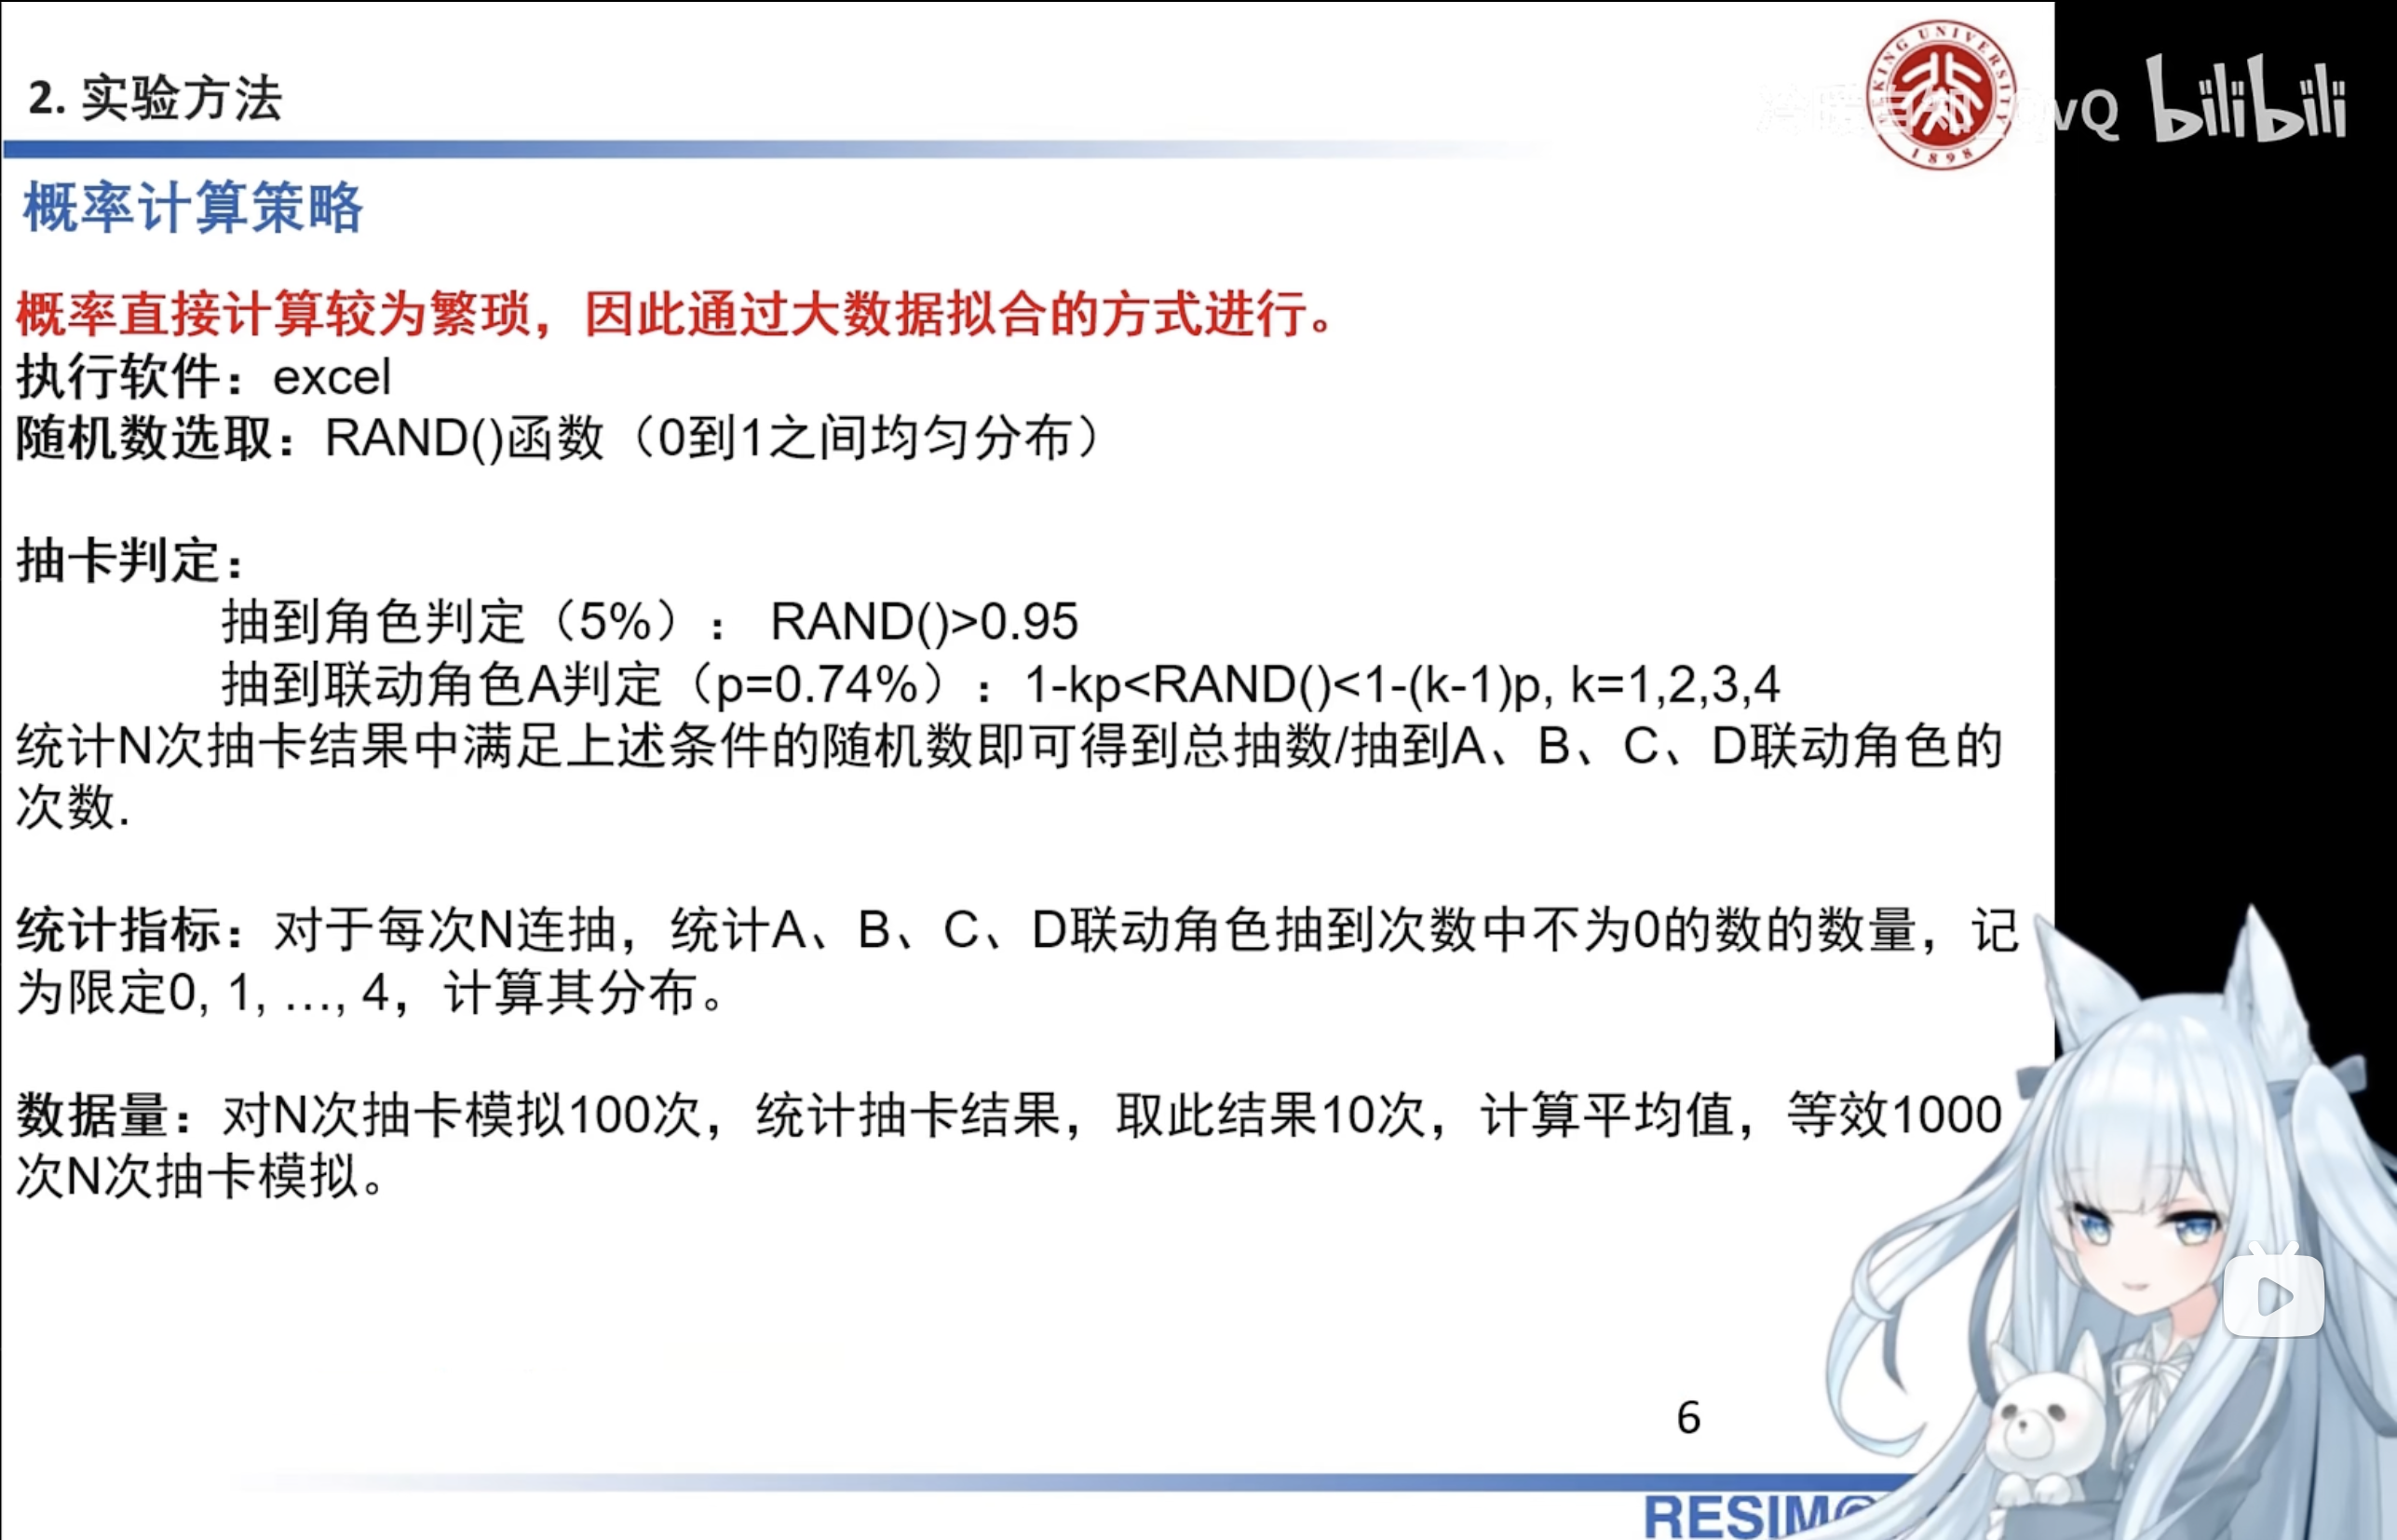 2. 实验方法
bilibili
概率计算策略
概率直接计算较为繁琐，因此通过大数据拟合的方式进行。
执行软件：excel
随机数选取：RAND()函数（0到1之间均匀分布）
抽卡判定：
抽到角色判定（5%）： RAND()>0.95
抽到联动角色A判定（p=0.74%）：1-kp<RAND()<1-(k-1)p, k=1,2,3,4
统计N次抽卡结果中满足上述条件的随机数即可得到总抽数/抽到A、B、C、D联动角色的
次数.
统计指标：对于每次N连抽，统计A、B、C、D联动角色抽到次数中不为0的数的数量，记
为限定0, 1, ..., 4，计算其分布。
数据量：对N次抽卡模拟100次，统计抽卡结果，取此结果10次，计算平均值，等效1000
次N次抽卡模拟。
6